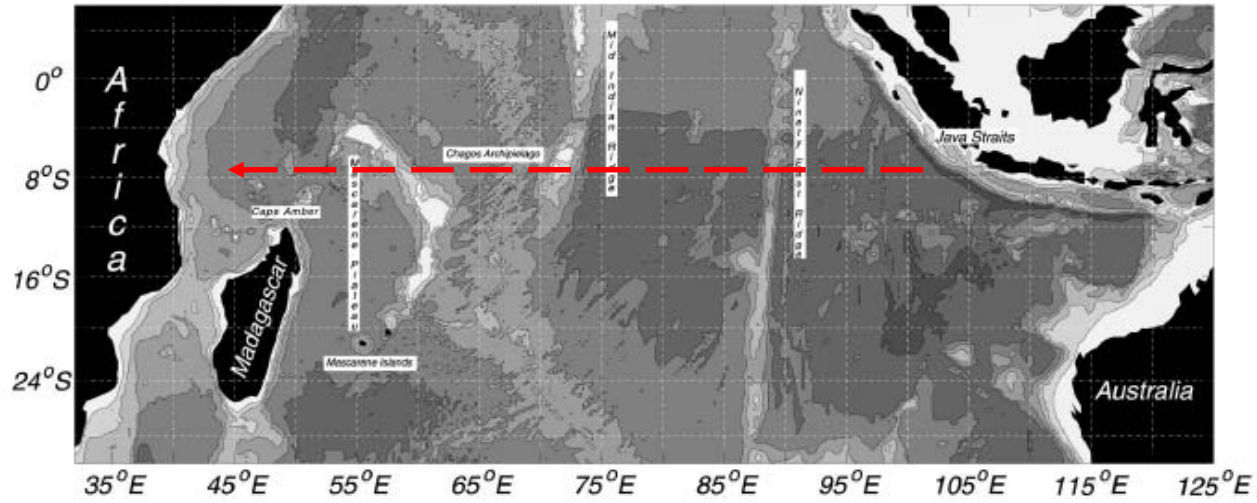 Africa
0°
8°S
16°S
24°S
Mid Indian Ridge
Ninety East Ridge
Java Straits
Chagos Archipielago
Mascarene Plateau
Cape Amber
Madagascar
Mascarene Islands
Australia
35°E 45°E 55°E 65°E 75°E 85°E 95°E 105°E 115°E 125°E